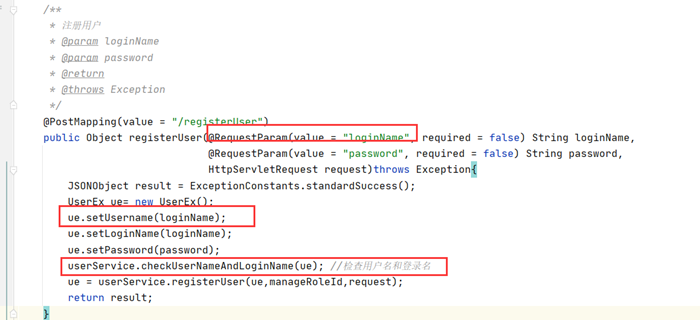 /**
* 注册用户
* @param loginName
* @param password
* @return
* @throws Exception
*/
@PostMapping(value = "/registerUser")
public Object registerUser(@RequestParam(value = "loginName", required = false) String loginName,
@RequestParam(value = "password", required = false) String password,
HttpServletRequest request)throws Exception{
JSONObject result = ExceptionConstants.standardSuccess();
UserEx ue= new UserEx();
ue.setUsername(loginName);
ue.setLoginName(loginName);
ue.setPassword(password);
userService.checkUserNameAndLoginName(ue); //检查用户名和登录名
ue = userService.registerUser(ue,manageRoleId,request);
return result;
}